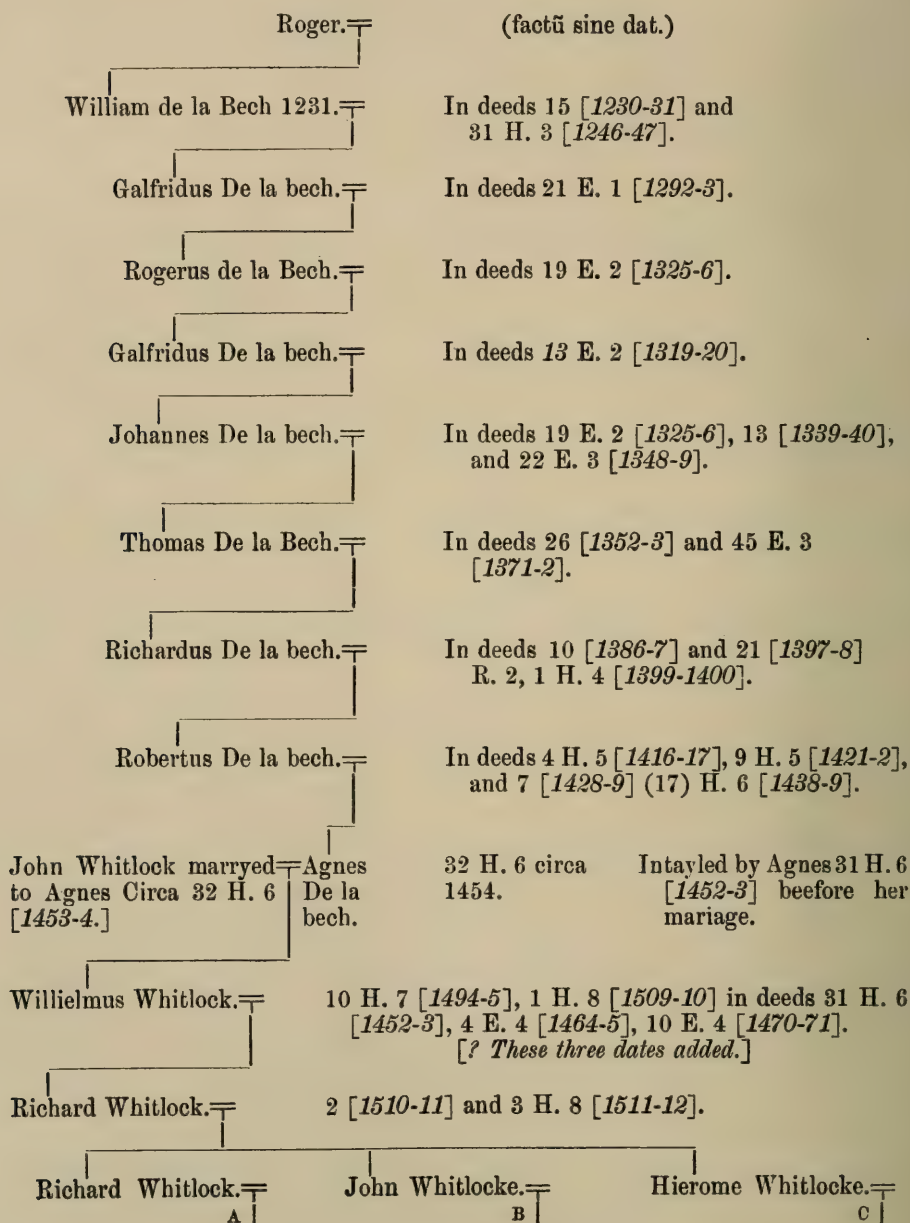 Roger. (factũ sine dat.)
William de la Bech 1231. In deeds 15 [1230-31] and
31 H. 3 [1246-47].
Galfridus De la bech. In deeds 21 E. 1 [1292-3].
Rogerus de la Bech. In deeds 19 E. 2 [1325-6].
Galfridus De la bech. In deeds 13 E. 2 [1319-20].
Johannes De la bech. In deeds 19 E. 2 [1325-6], 13 [1339-40],
and 22 E. 3 [1348-9].
Thomas De la Bech. In deeds 26 [1352-3] and 45 E. 3
[1371-2].
Richardus De la bech. In deeds 10 [1386-7] and 21 [1397-8]
R. 2, 1 H. 4 [1399-1400].
Robertus De la bech. In deeds 4 H. 5 [1416-17], 9 H. 5 [1421-2],
and 7 [1428-9] (17) H. 6 [1438-9].
John Whitlock marryed Agnes 32 H. 6 circa Intayled by Agnes 31 H. 6
to Agnes Circa 32 H. 6 De la 1454. [1452-3] beefore her
[1453-4.] bech. mariage.
Willielmus Whitlock. 10 H. 7 [1494-5], 1 H. 8 [1509-10] in deeds 31 H. 6
[1452-3], 4 E. 4 [1464-5], 10 E. 4 [1470-71].
[? These three dates added.]
Richard Whitlock. 2 [1510-11] and 3 H. 8 [1511-12].
Richard Whitlock. John Whitlocke. Hierome Whitlocke.
A B C